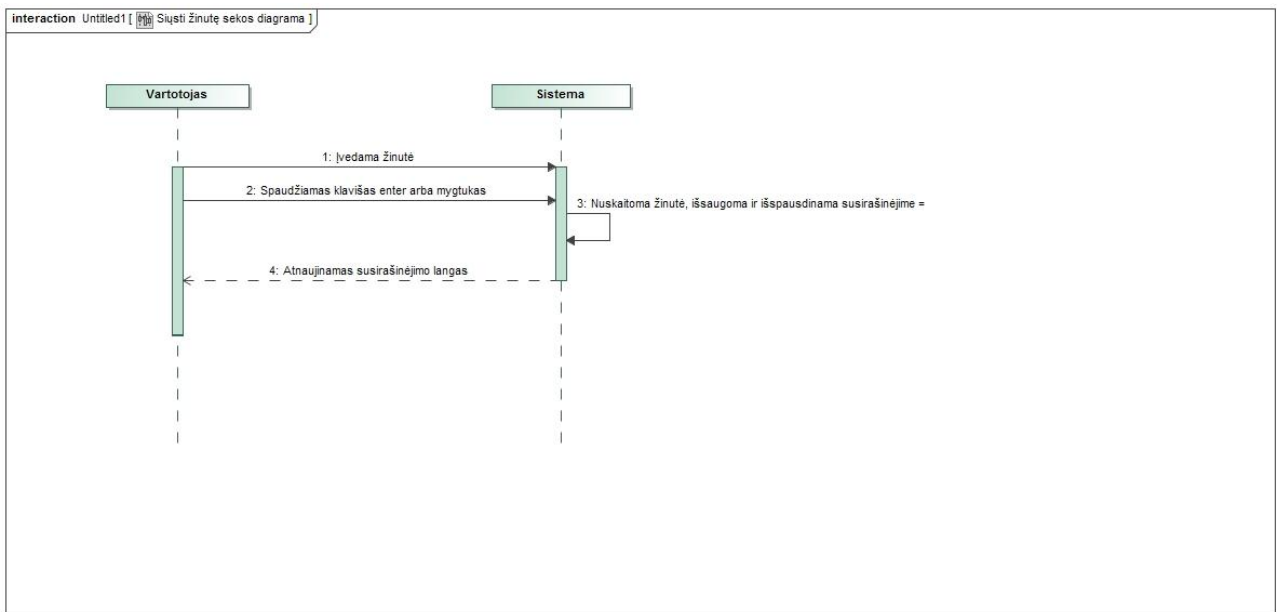 interaction Untitled1 [ Siųsti žinutę sekos diagrama ]
Vartotojas
Sistema
1: Įvedama žinutė
2: Spaudžiamas klavišas enter arba mygtukas
3: Nuskaitoma žinutė, išsaugoma ir išspausdinama susirašinėjime =
4: Atnaujinamas susirašinėjimo langas